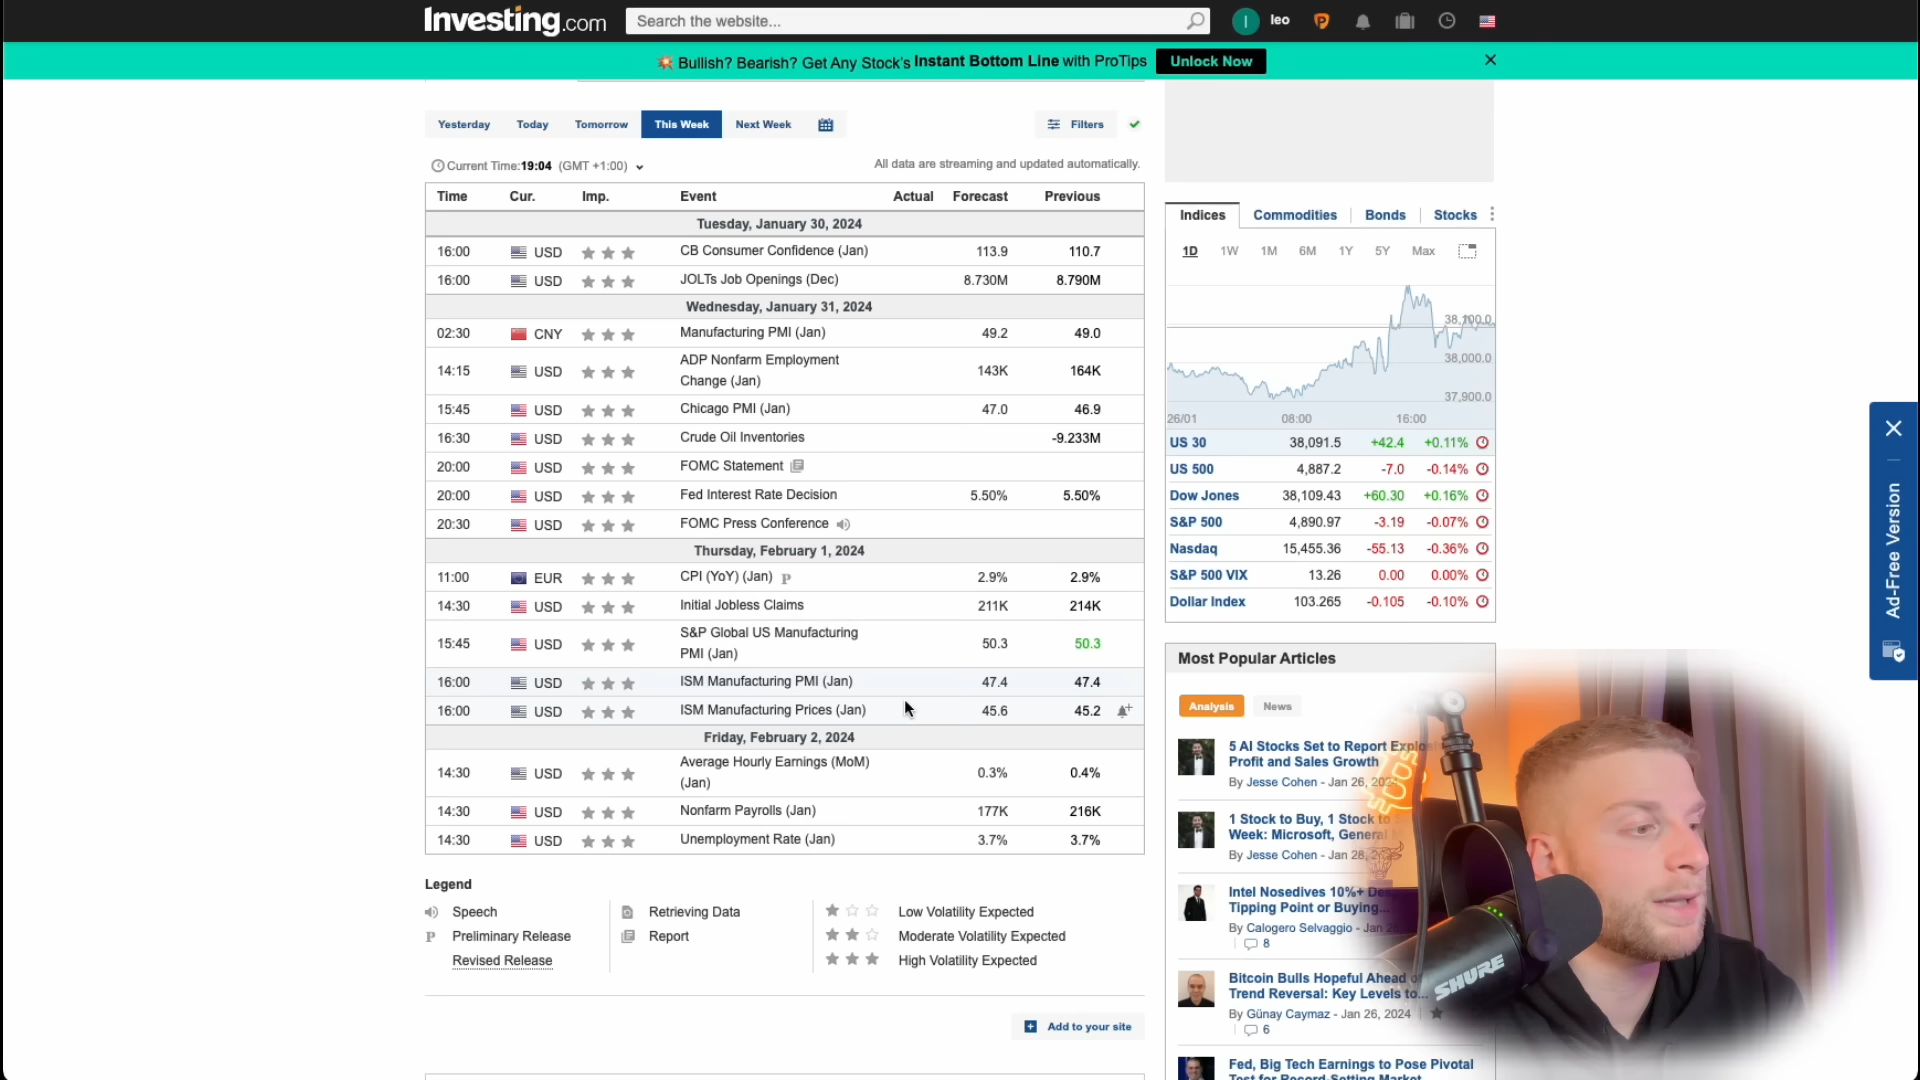 Investing.com
Search the website...
l
leo
Bullish? Bearish? Get Any Stock's Instant Bottom Line with ProTips
Unlock Now
Yesterday Today Tomorrow This Week Next Week
Filters
Current Time:19:04 (GMT +1:00)
All data are streaming and updated automatically.
Time Cur. Imp. Event Actual Forecast Previous
Tuesday, January 30, 2024
16:00 USD CB Consumer Confidence (Jan) 113.9 110.7
16:00 USD JOLTs Job Openings (Dec) 8.730M 8.790M
Wednesday, January 31, 2024
02:30 CNY Manufacturing PMI (Jan) 49.2 49.0
14:15 USD ADP Nonfarm Employment
Change (Jan) 143K 164K
15:45 USD Chicago PMI (Jan) 47.0 46.9
16:30 USD Crude Oil Inventories -9.233M
20:00 USD FOMC Statement
20:00 USD Fed Interest Rate Decision 5.50% 5.50%
20:30 USD FOMC Press Conference
Thursday, February 1, 2024
11:00 EUR CPI (YoY) (Jan) P 2.9% 2.9%
14:30 USD Initial Jobless Claims 211K 214K
15:45 USD S&P Global US Manufacturing
PMI (Jan) 50.3 50.3
16:00 USD ISM Manufacturing PMI (Jan) 47.4 47.4
16:00 USD ISM Manufacturing Prices (Jan) 45.6 45.2
Friday, February 2, 2024
14:30 USD Average Hourly Earnings (MoM)
(Jan) 0.3% 0.4%
14:30 USD Nonfarm Payrolls (Jan) 177K 216K
14:30 USD Unemployment Rate (Jan) 3.7% 3.7%
Legend
Speech
P Preliminary Release
Revised Release
Retrieving Data
Report
Low Volatility Expected
Moderate Volatility Expected
High Volatility Expected
Add to your site
Indices Commodities Bonds Stocks
1D 1W 1M 6M 1Y 5Y Max
38,100.0
38,000.0
37,900.0
26/01 08:00 16:00
US 30 38,091.5 +42.4 +0.11%
US 500 4,887.2 -7.0 -0.14%
Dow Jones 38,109.43 +60.30 +0.16%
S&P 500 4,890.97 -3.19 -0.07%
Nasdaq 15,455.36 -55.13 -0.36%
S&P 500 VIX 13.26 0.00 0.00%
Dollar Index 103.265 -0.105 -0.10%
Most Popular Articles
Analysis News
5 AI Stocks Set to Report
Profit and Sales Growth
By Jesse Cohen - Jan 26,
1 Stock to Buy, 1 Stock to
Week: Microsoft, General
By Jesse Cohen - Jan 28,
Intel Nosedives 10%+
Tipping Point or Buying...
By Calogero Selvaggio - Jan
8
Bitcoin Bulls Hopeful Ahead
Trend Reversal: Key Levels to...
By Günay Caymaz - Jan 26, 2024
6
Fed, Big Tech Earnings to Pose Pivotal
Test for Record-Setting Market
Ad-Free Version
SHURE